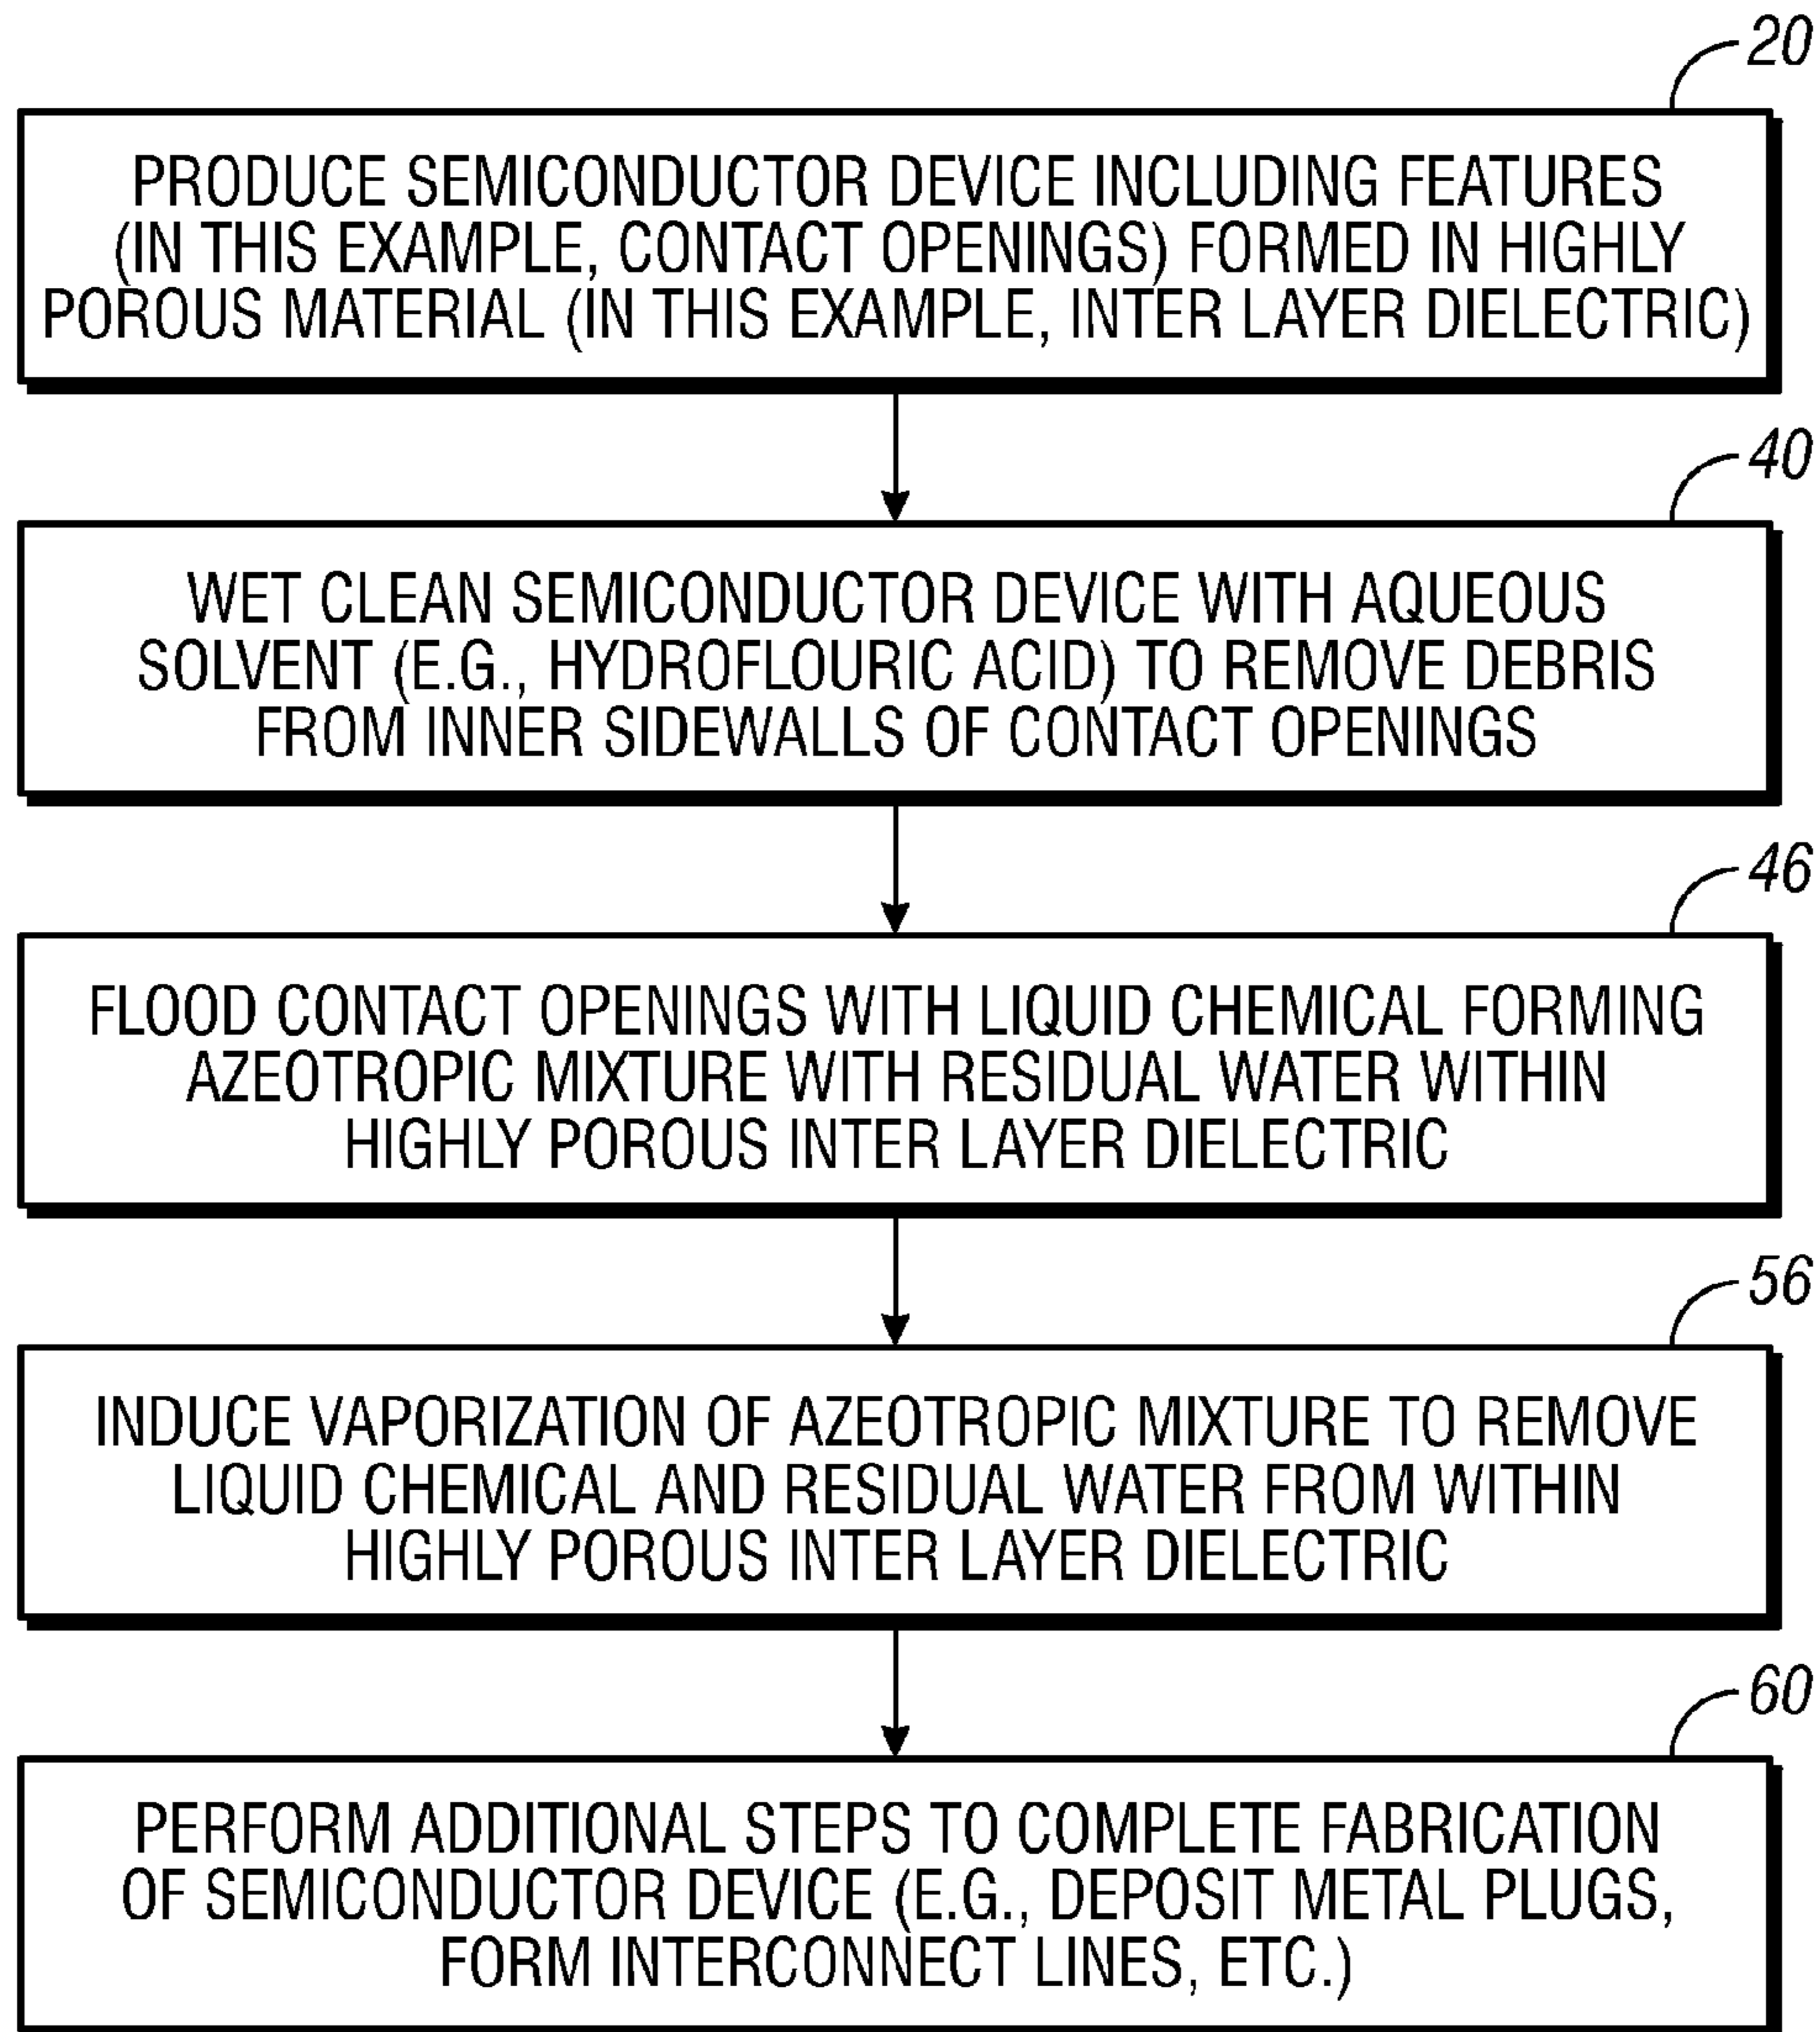 20
PRODUCE SEMICONDUCTOR DEVICE INCLUDING FEATURES
(IN THIS EXAMPLE, CONTACT OPENINGS) FORMED IN HIGHLY
POROUS MATERIAL (IN THIS EXAMPLE, INTER LAYER DIELECTRIC)
40
WET CLEAN SEMICONDUCTOR DEVICE WITH AQUEOUS
SOLVENT (E.G., HYDROFLOURIC ACID) TO REMOVE DEBRIS
FROM INNER SIDEWALLS OF CONTACT OPENINGS
46
FLOOD CONTACT OPENINGS WITH LIQUID CHEMICAL FORMING
AZEOTROPIC MIXTURE WITH RESIDUAL WATER WITHIN
HIGHLY POROUS INTER LAYER DIELECTRIC
56
INDUCE VAPORIZATION OF AZEOTROPIC MIXTURE TO REMOVE
LIQUID CHEMICAL AND RESIDUAL WATER FROM WITHIN
HIGHLY POROUS INTER LAYER DIELECTRIC
60
PERFORM ADDITIONAL STEPS TO COMPLETE FABRICATION
OF SEMICONDUCTOR DEVICE (E.G., DEPOSIT METAL PLUGS,
FORM INTERCONNECT LINES, ETC.)